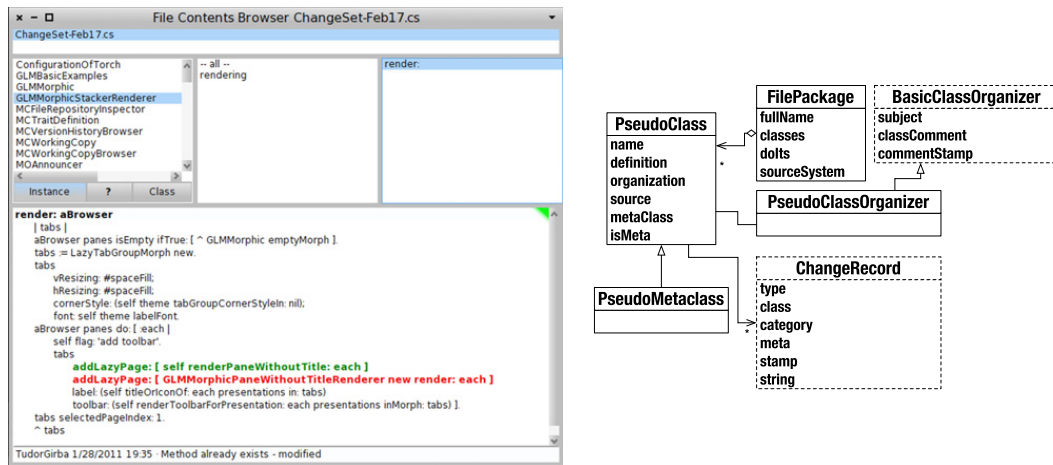 File Contents Browser ChangeSet-Feb17.cs
ChangeSet-Feb17.cs
ConfigurationOfTorch
GLMBasicExamples
GLMMorphic
GLMMorphicStackerRenderer
MCFileRepositoryInspector
MCTraitDefinition
MCVersionHistoryBrowser
MCWorkingCopy
MCWorkingCopyBrowser
MOAnnouncer
-- all --
rendering
render:
Instance ? Class
render: aBrowser
| tabs |
aBrowser panes isEmpty ifTrue: [ ^ GLMMorphic emptyMorph ].
tabs := LazyTabGroupMorph new.
tabs
vResizing: #spaceFill;
hResizing: #spaceFill;
cornerStyle: (self theme tabGroupCornerStyleIn: nil);
font: self theme labelFont.
aBrowser panes do: [ :each |
self flag: 'add toolbar'.
tabs
addLazyPage: [ self renderPaneWithoutTitle: each ]
addLazyPage: [ GLMMorphicPaneWithoutTitleRenderer new render: each ]
label: (self titleOrIconOf: each presentations in: tabs)
toolbar: (self renderToolbarForPresentation: each presentations inMorph: tabs) ].
tabs selectedPageIndex: 1.
^ tabs
TudorGirba 1/28/2011 19:35 · Method already exists - modified
PseudoClass
name
definition
organization
source
metaClass
isMeta
FilePackage
fullName
classes
doIts
sourceSystem
BasicClassOrganizer
subject
classComment
commentStamp
*
PseudoClassOrganizer
PseudoMetaclass
ChangeRecord
type
class
category
meta
stamp
string
*